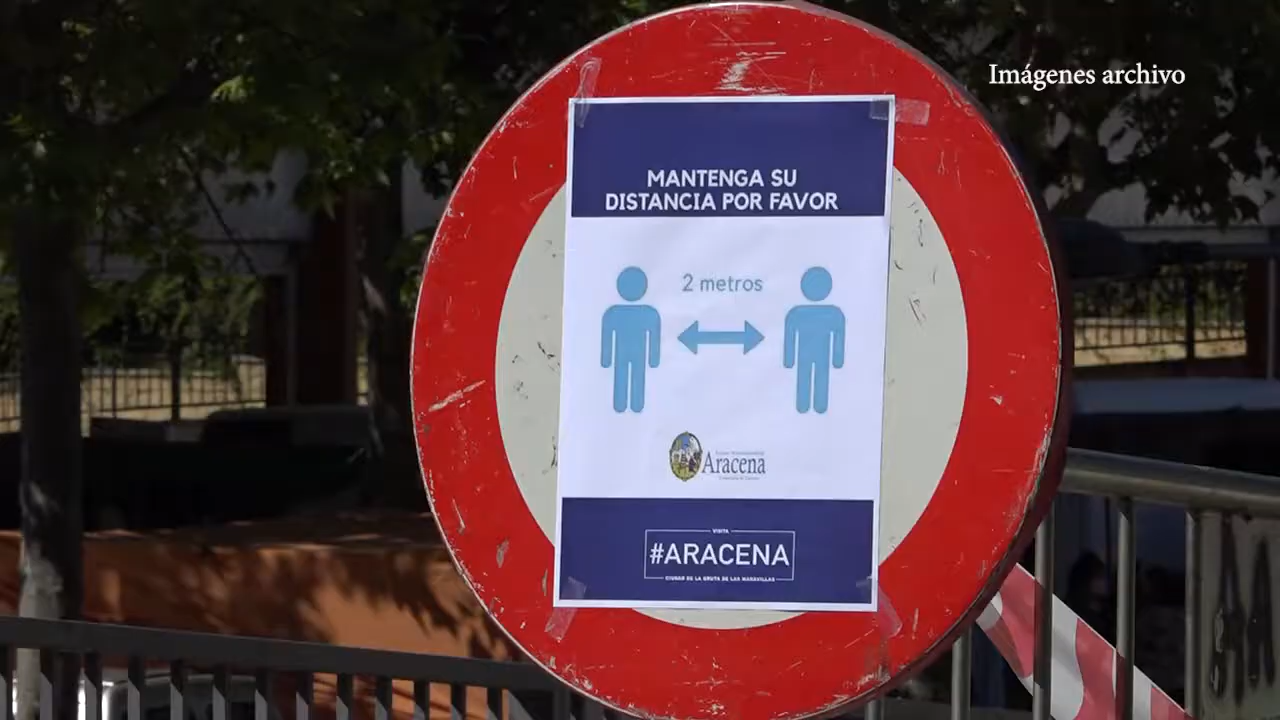 Imágenes archivo
MANTENGA SU
DISTANCIA POR FAVOR
2 metros
Aracena
VISITA
#ARACENA
CIUDAD DE LA GRUTA DE LAS MARAVILLAS